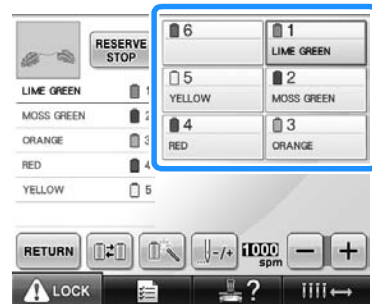 RESERVE
STOP
LIME GREEN 1
MOSS GREEN 2
ORANGE 3
RED 4
YELLOW 5
6
1
LIME GREEN
5
YELLOW
2
MOSS GREEN
4
RED
3
ORANGE
RETURN
-/+
1000
spm
-
+
LOCK
?